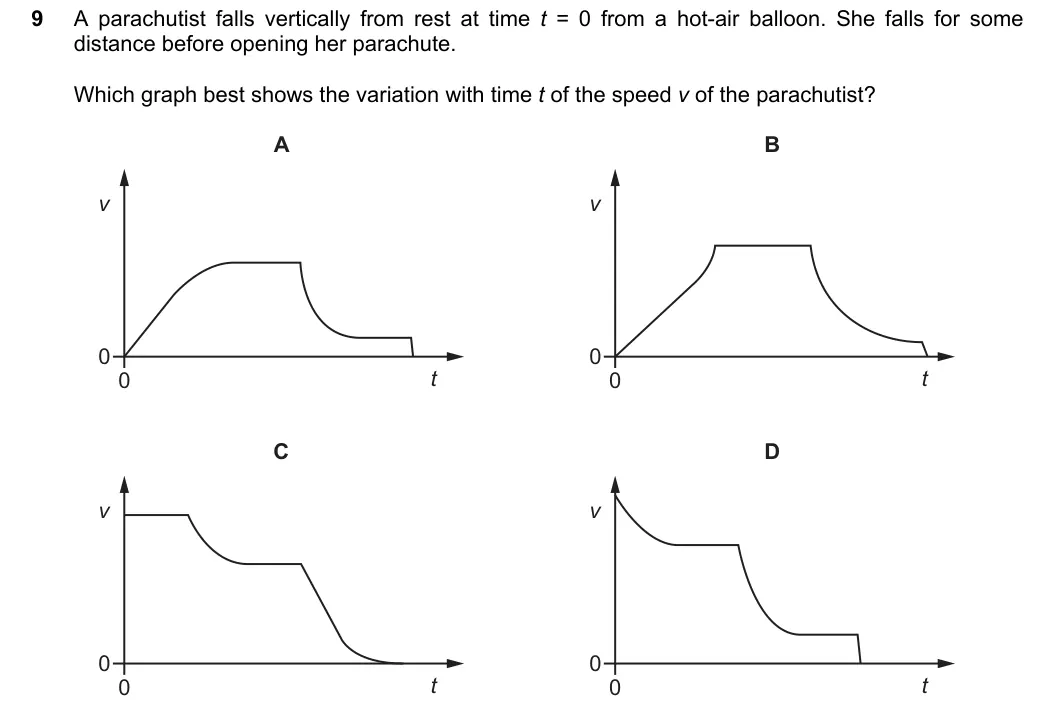 9 A parachutist falls vertically from rest at time t = 0 from a hot-air balloon. She falls for some
distance before opening her parachute.
Which graph best shows the variation with time t of the speed v of the parachutist?
A
B
v
v
0
0
0
t
0
t
C
D
v
v
0
0
0
t
0
t